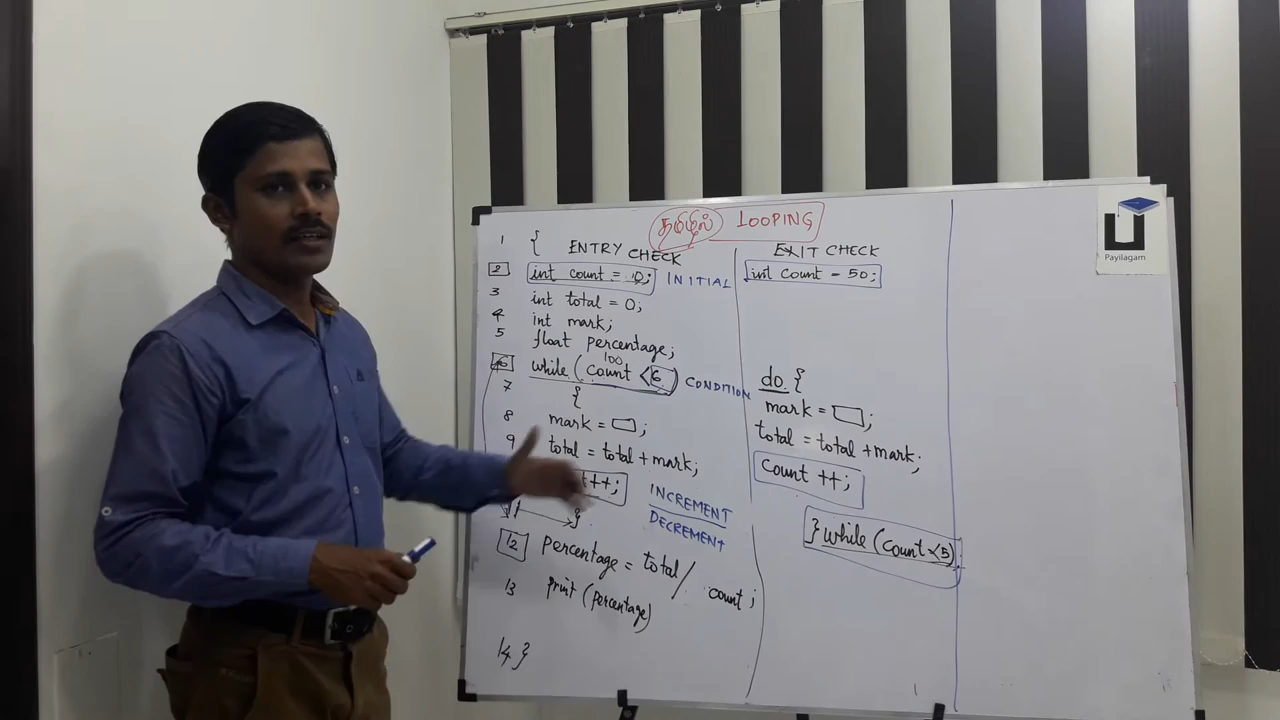 தமிழில் LOOPING
1 {
ENTRY CHECK
2 int count = 0; INITIAL
3 int total = 0;
4 int mark;
5 float percentage;
100
6 while (count < 6) CONDITION
7 {
8 mark = ;
9 total = total + mark;
t++; INCREMENT
DECREMENT
11 }
12 percentage = total / count ;
13 print (percentage)
14 }
EXIT CHECK
int count = 50;
do {
mark = ;
total = total + mark;
Count ++;
} while (count < 5);
Payilagam